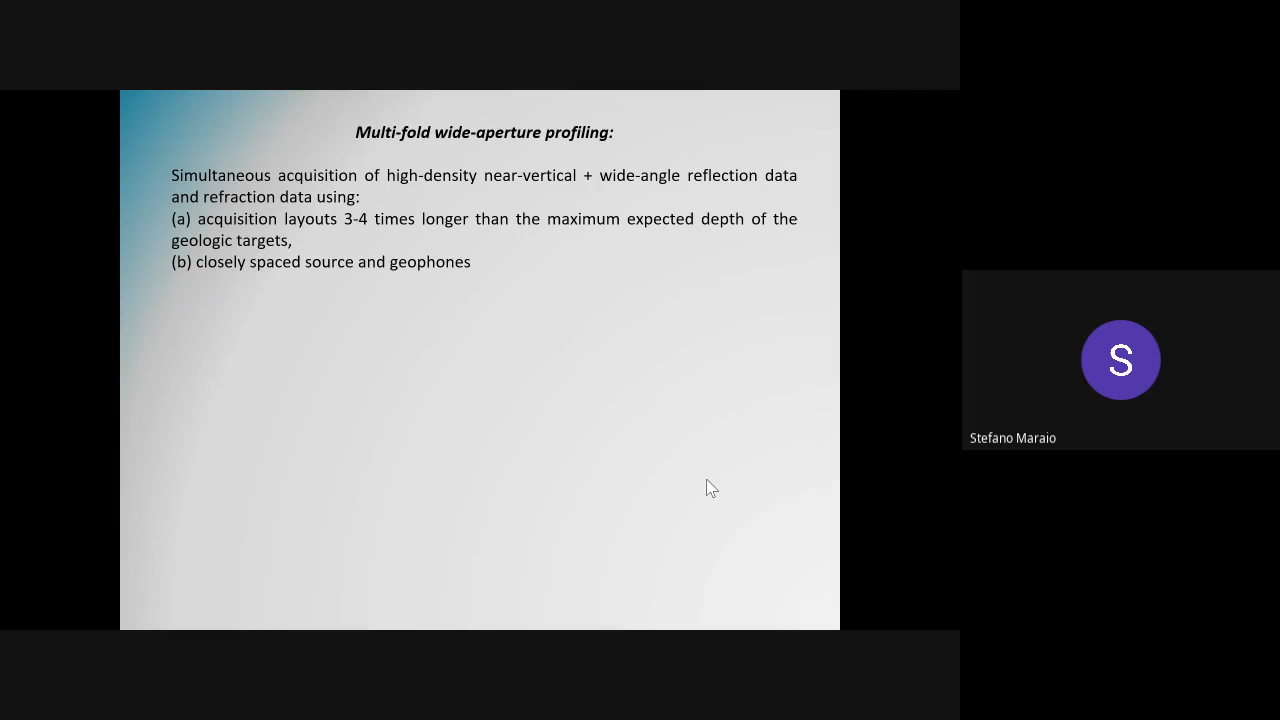 Multi-fold wide-aperture profiling:
Simultaneous acquisition of high-density near-vertical + wide-angle reflection data
and refraction data using:
(a) acquisition layouts 3-4 times longer than the maximum expected depth of the
geologic targets,
(b) closely spaced source and geophones
S
Stefano Maraio